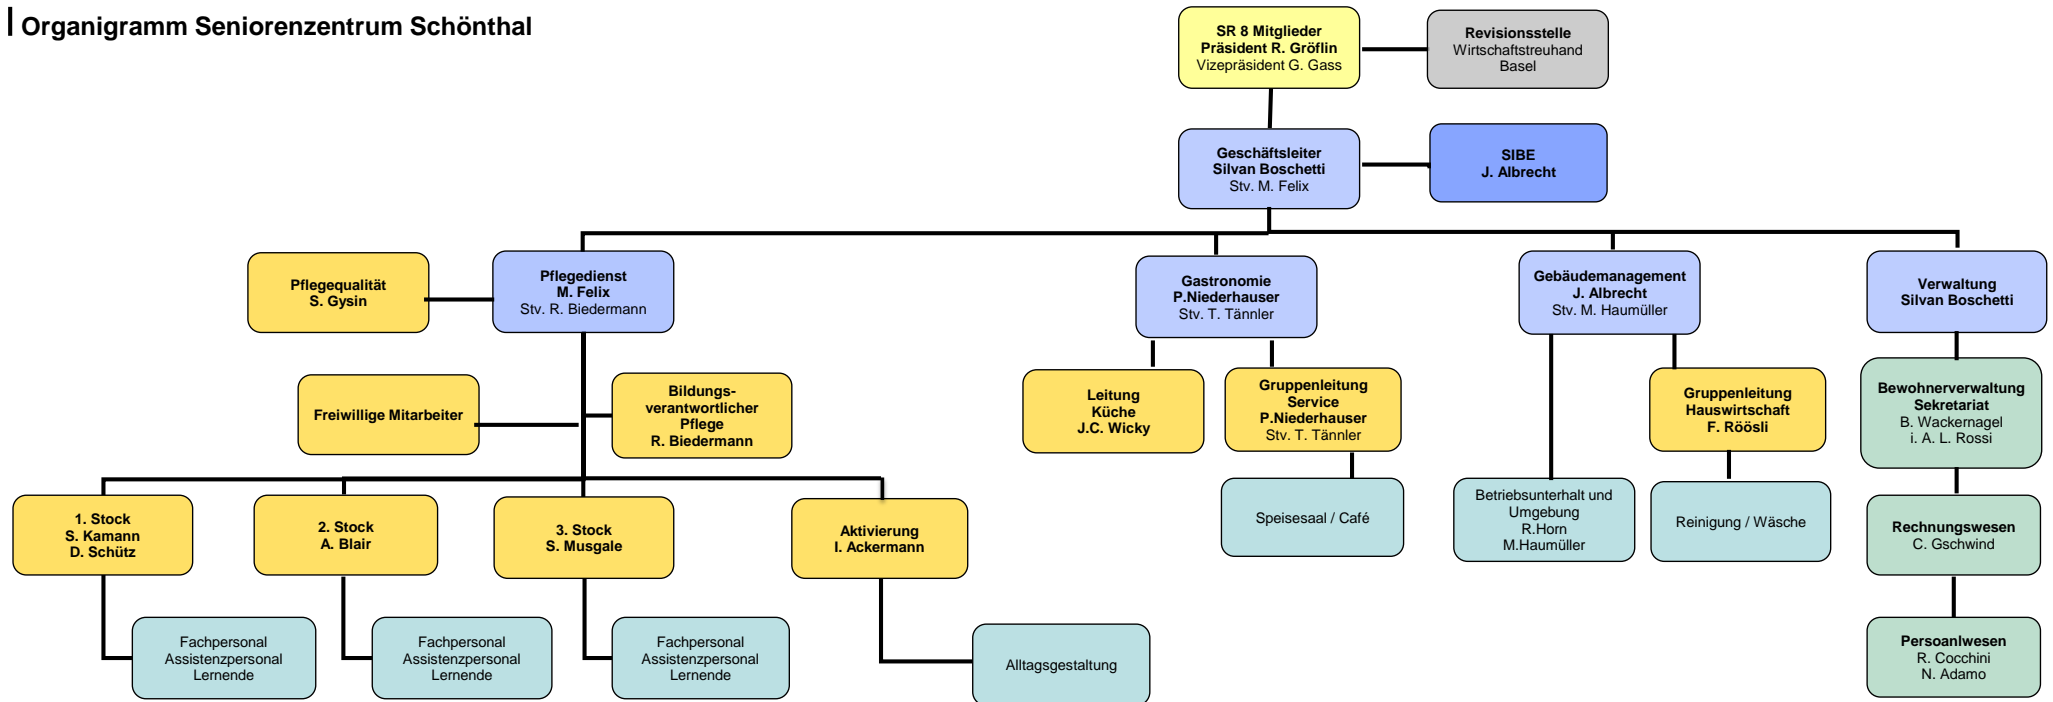 Organigramm Seniorenzentrum Schönthal
SR 8 Mitglieder
Präsident R. Gröflin
Vizepräsident G. Gass
Revisionsstelle
Wirtschaftstreuhand
Basel
Geschäftsleiter
Silvan Boschetti
Stv. M. Felix
SIBE
J. Albrecht
Pflegequalität
S. Gysin
Pflegedienst
M. Felix
Stv. R. Biedermann
Gastronomie
P.Niederhauser
Stv. T. Tännler
Gebäudemanagement
J. Albrecht
Stv. M. Haumüller
Verwaltung
Silvan Boschetti
Freiwillige Mitarbeiter
Bildungs-
verantwortlicher
Pflege
R. Biedermann
Leitung
Küche
J.C. Wicky
Gruppenleitung
Service
P.Niederhauser
Stv. T. Tännler
Gruppenleitung
Hauswirtschaft
F. Röösli
Bewohnerverwaltung
Sekretariat
B. Wackernagel
i. A. L. Rossi
1. Stock
S. Kamann
D. Schütz
2. Stock
A. Blair
3. Stock
S. Musgale
Aktivierung
I. Ackermann
Speisesaal / Café
Betriebsunterhalt und
Umgebung
R.Horn
M.Haumüller
Reinigung / Wäsche
Rechnungswesen
C. Gschwind
Fachpersonal
Assistenzpersonal
Lernende
Fachpersonal
Assistenzpersonal
Lernende
Fachpersonal
Assistenzpersonal
Lernende
Alltagsgestaltung
Persoanlwesen
R. Cocchini
N. Adamo